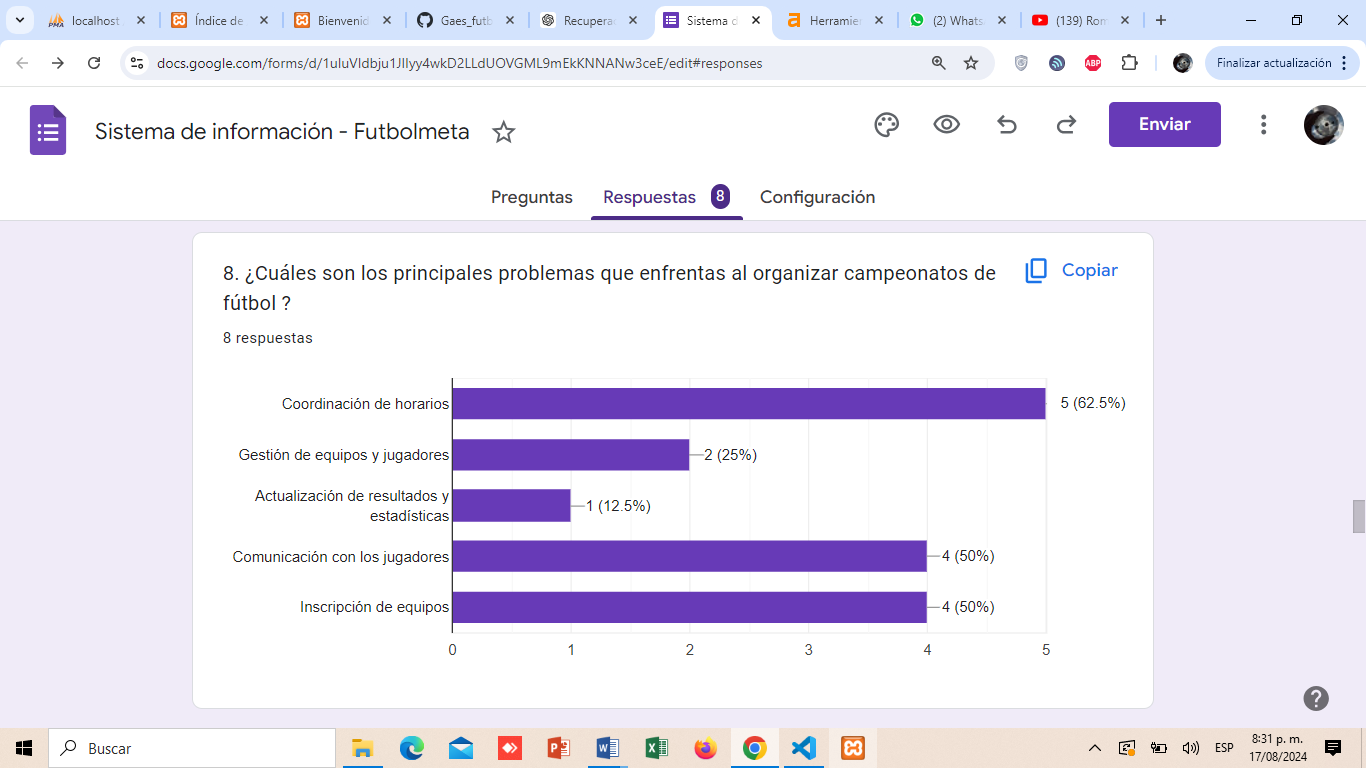 localhost
Índice de
Bienvenid
Gaes_futb
Recupera
Sistema d
Herramie
(2) Whats
(139) Rom
docs.google.com/forms/d/1uluVIdbju1JIlyy4wkD2LLdUOVGML9mEkKNNANw3ceE/edit#responses
ABP
Finalizar actualización
Sistema de información - Futbolmeta
Enviar
Preguntas
Respuestas 8
Configuración
8. ¿Cuáles son los principales problemas que enfrentas al organizar campeonatos de
fútbol ?
Copiar
8 respuestas
Coordinación de horarios
5 (62.5%)
Gestión de equipos y jugadores
2 (25%)
Actualización de resultados y
estadísticas
1 (12.5%)
Comunicación con los jugadores
4 (50%)
Inscripción de equipos
4 (50%)
0 1 2 3 4 5
Buscar
ESP
8:31 p. m.
17/08/2024